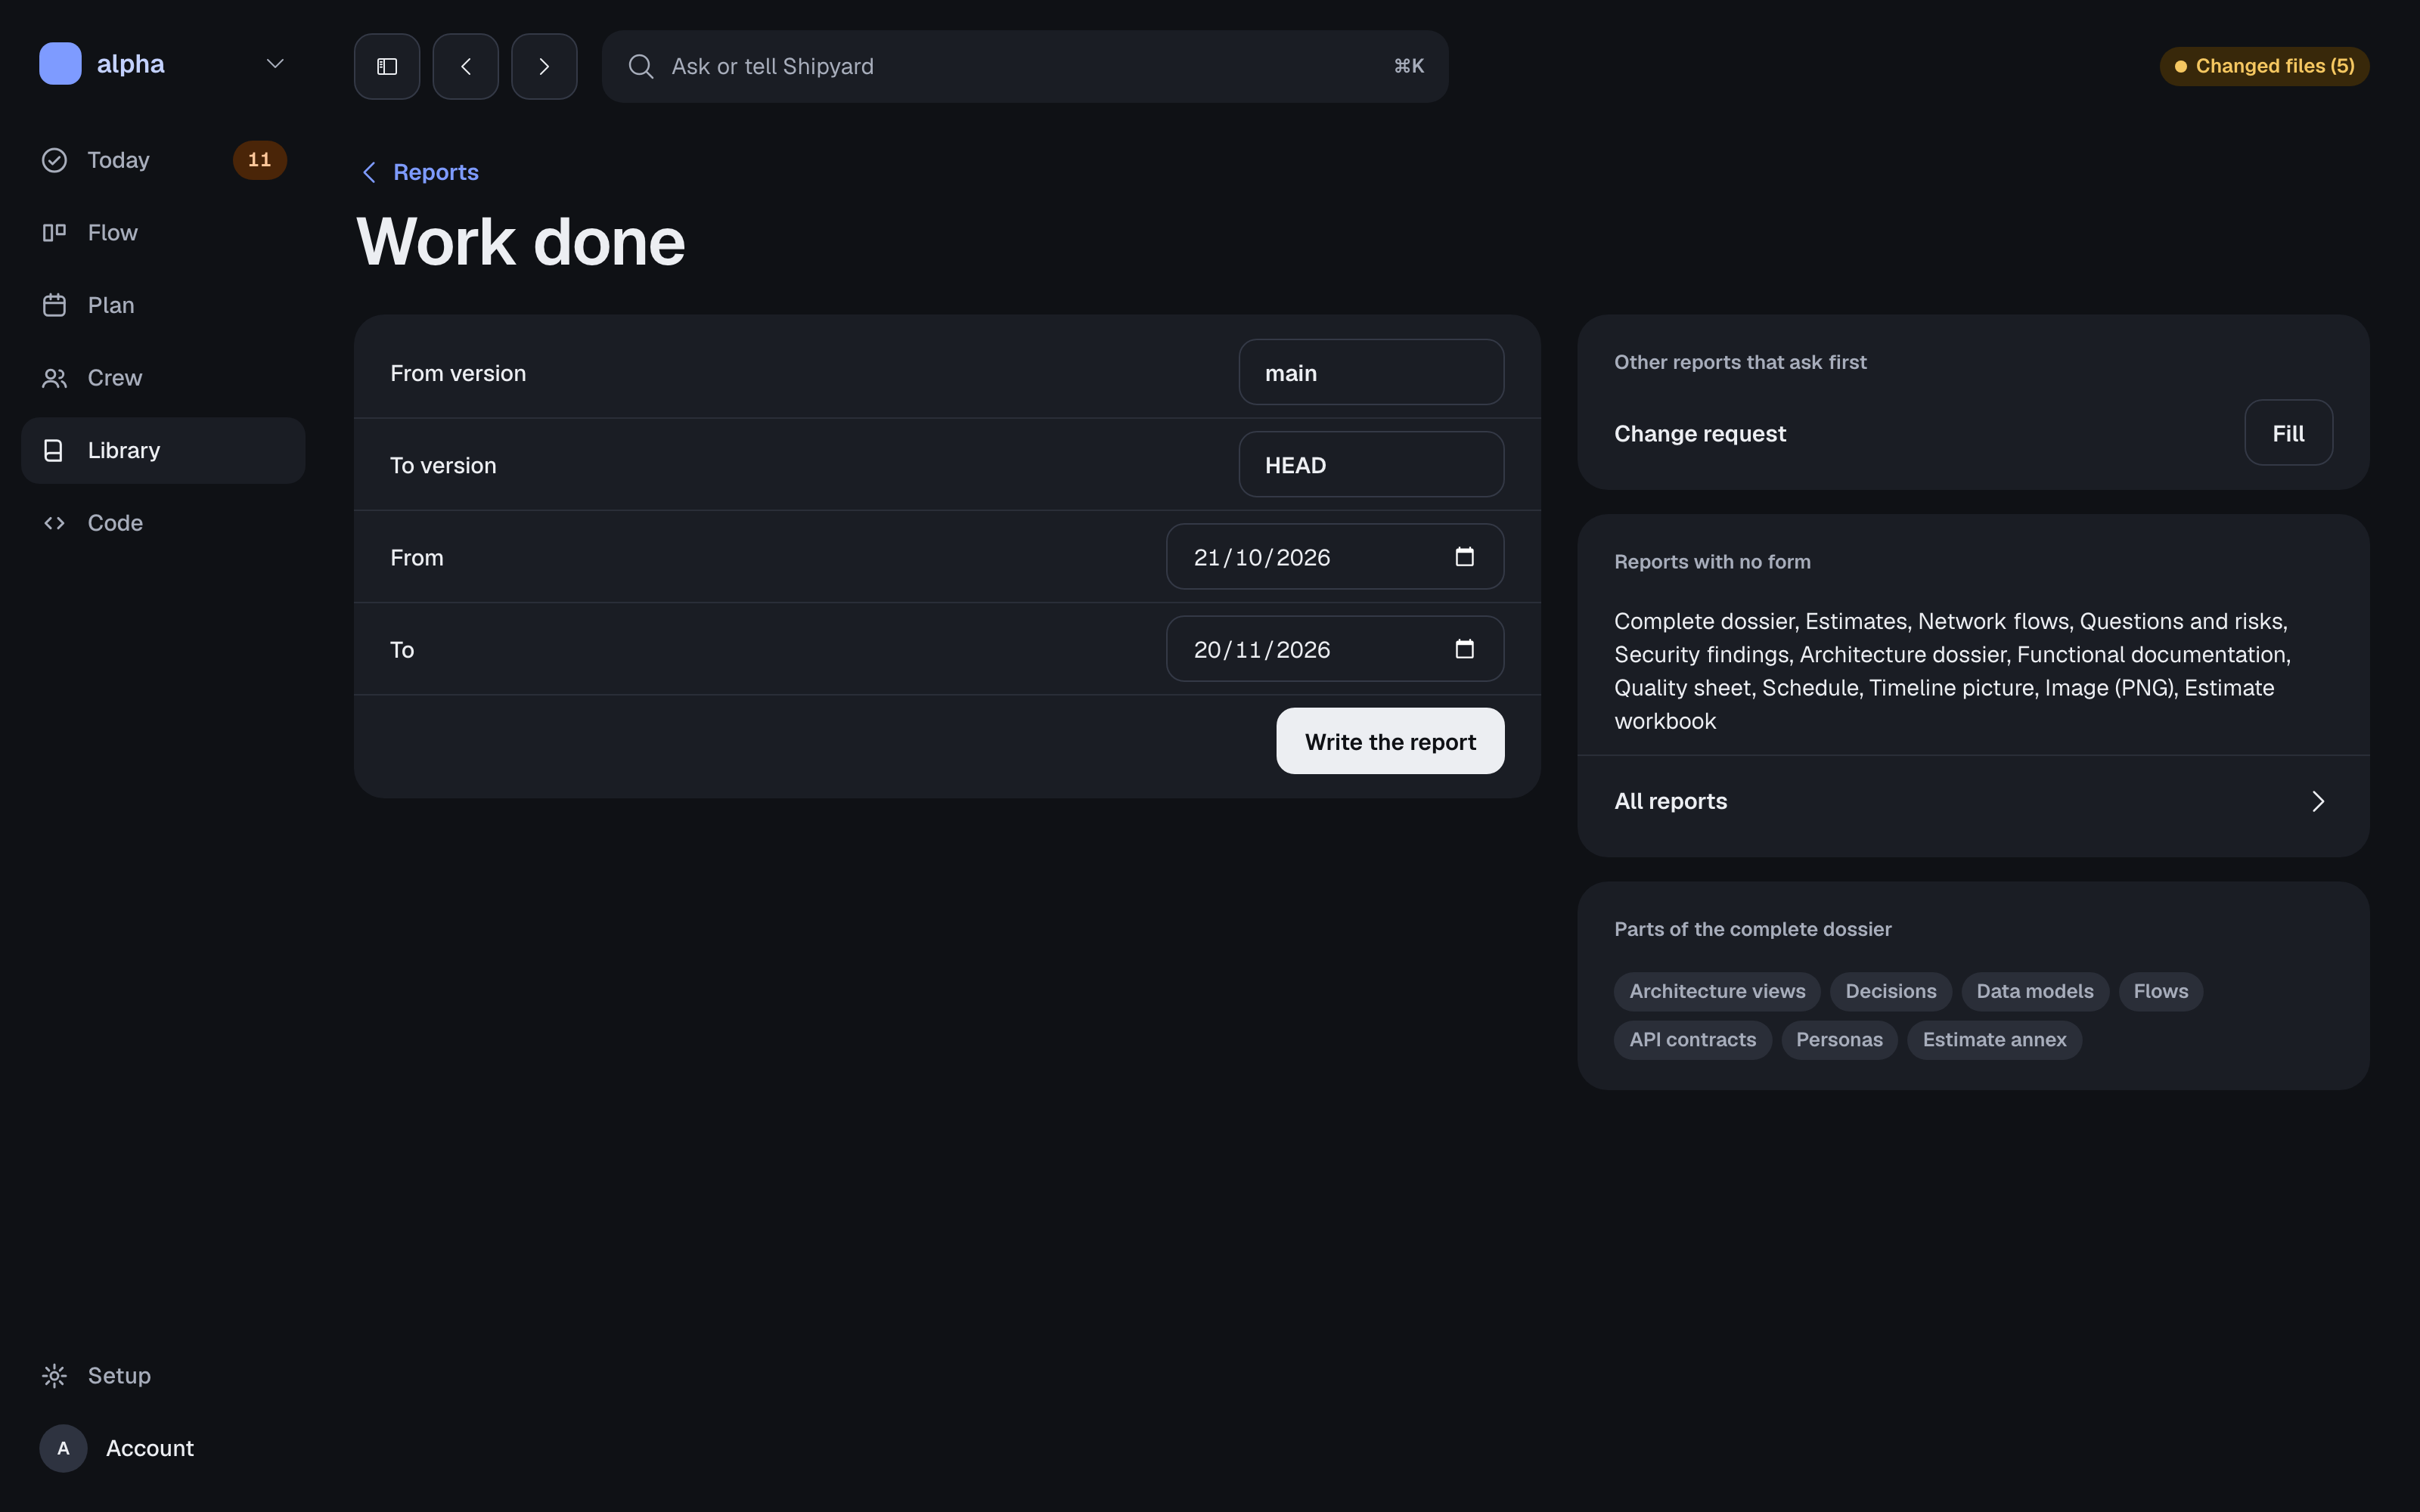 alpha
Ask or tell Shipyard
⌘K
Changed files (5)
Today
11
Flow
Plan
Crew
Library
Code
Reports
Work done
From version
main
To version
HEAD
From
21/10/2026
To
20/11/2026
Write the report
Other reports that ask first
Change request
Fill
Reports with no form
Complete dossier, Estimates, Network flows, Questions and risks,
Security findings, Architecture dossier, Functional documentation,
Quality sheet, Schedule, Timeline picture, Image (PNG), Estimate
workbook
All reports
Parts of the complete dossier
Architecture views
Decisions
Data models
Flows
API contracts
Personas
Estimate annex
Setup
A
Account